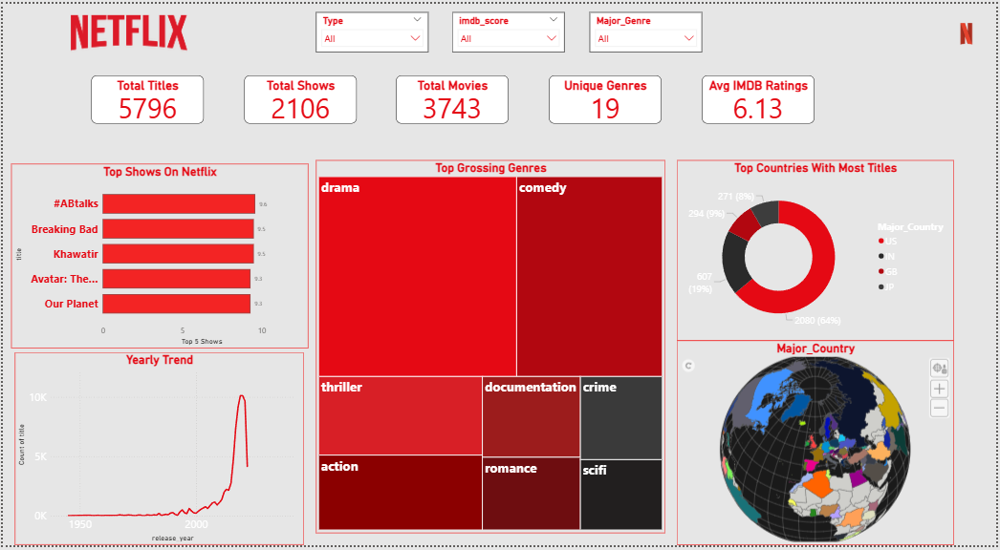 NETFLIX
Type
All
imdb_score
All
Major_Genre
All
N
Total Titles
5796
Total Shows
2106
Total Movies
3743
Unique Genres
19
Avg IMDB Ratings
6.13
Top Shows On Netflix
title
#ABtalks
9.6
Breaking Bad
9.5
Khawatir
9.5
Avatar: The...
9.3
Our Planet
9.3
0
5
10
Top 5 Shows
Yearly Trend
Count of title
10K
5K
0K
1950
2000
release_year
Top Grossing Genres
drama
comedy
thriller
documentation
crime
action
romance
scifi
Top Countries With Most Titles
271 (8%)
294 (9%)
607
(19%)
2080 (64%)
Major_Country
US
IN
GB
JP
Major_Country